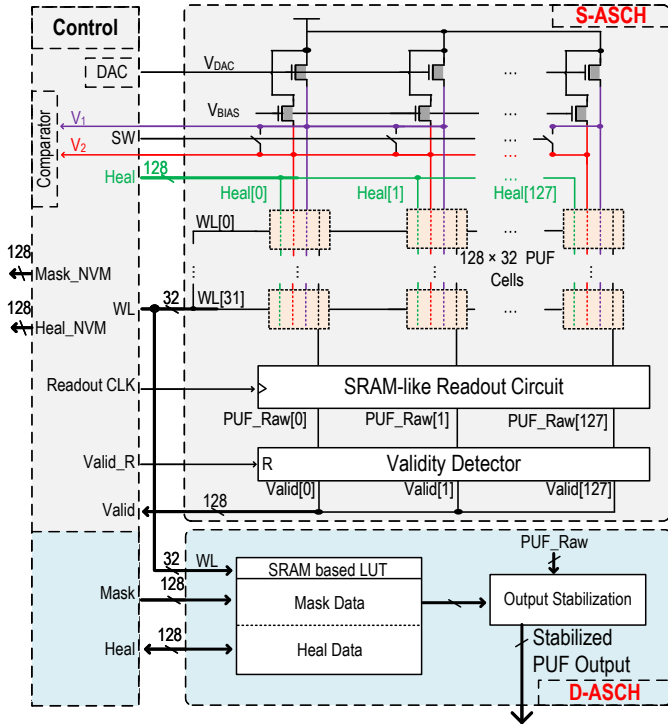 Control
S-ASCH
DAC
VDAC
Comparator
VBIAS
V1
SW
V2
Heal
128
Heal[0]
Heal[1]
Heal[127]
WL[0]
128 × 32 PUF
Cells
128
Mask_NVM
WL
32
WL[31]
128
Heal_NVM
Readout CLK
SRAM-like Readout Circuit
PUF_Raw[0]
PUF_Raw[1]
PUF_Raw[127]
Valid_R
R
Validity Detector
Valid[0]
Valid[1]
Valid[127]
Valid
128
32
WL
PUF_Raw
SRAM based LUT
Mask
128
Mask Data
Output Stabilization
Heal
128
Heal Data
Stabilized
PUF Output
D-ASCH
...
...
...
...
...
...
...
...
...
...
...